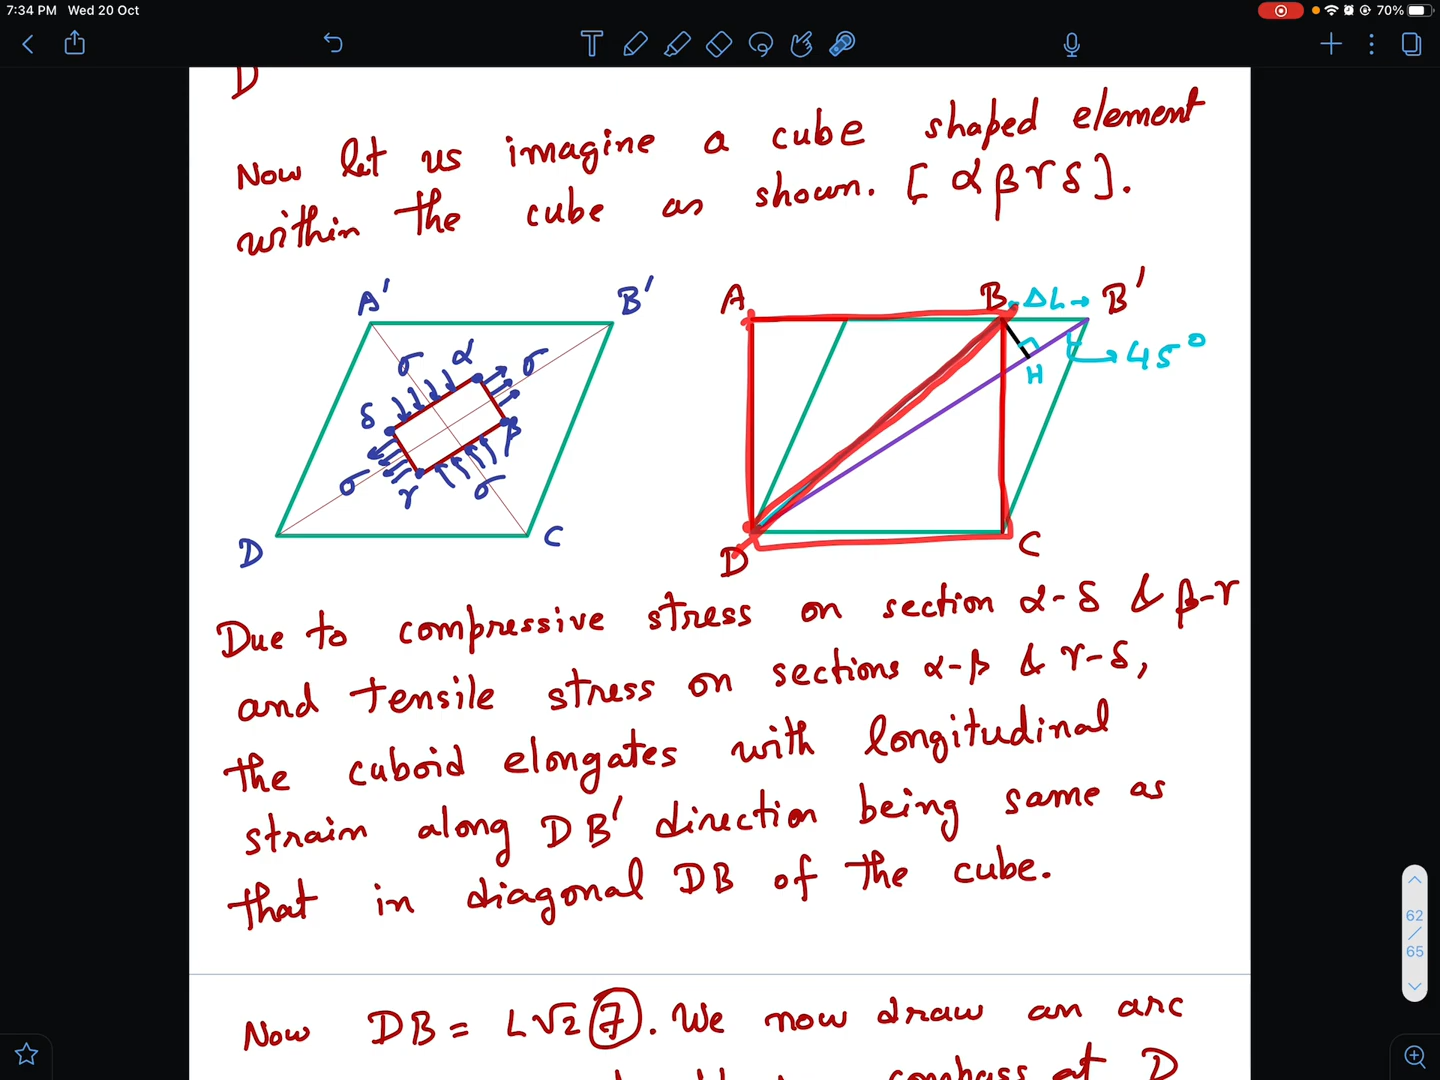 7:34 PM Wed 20 Oct
70%
D
Now let us imagine a cube shaped element
within the cube as shown. [αβγδ].
A' B'
σ α σ
δ β
σ γ σ
D C
A B ΔL B'
H 45°
D C
Due to compressive stress on section α-δ & β-γ
and tensile stress on sections α-β & γ-δ,
the cuboid elongates with longitudinal
strain along DB' direction being same as
that in diagonal DB of the cube.
Now DB = L√2 (7). We now draw an arc
compass at D
62
/
65